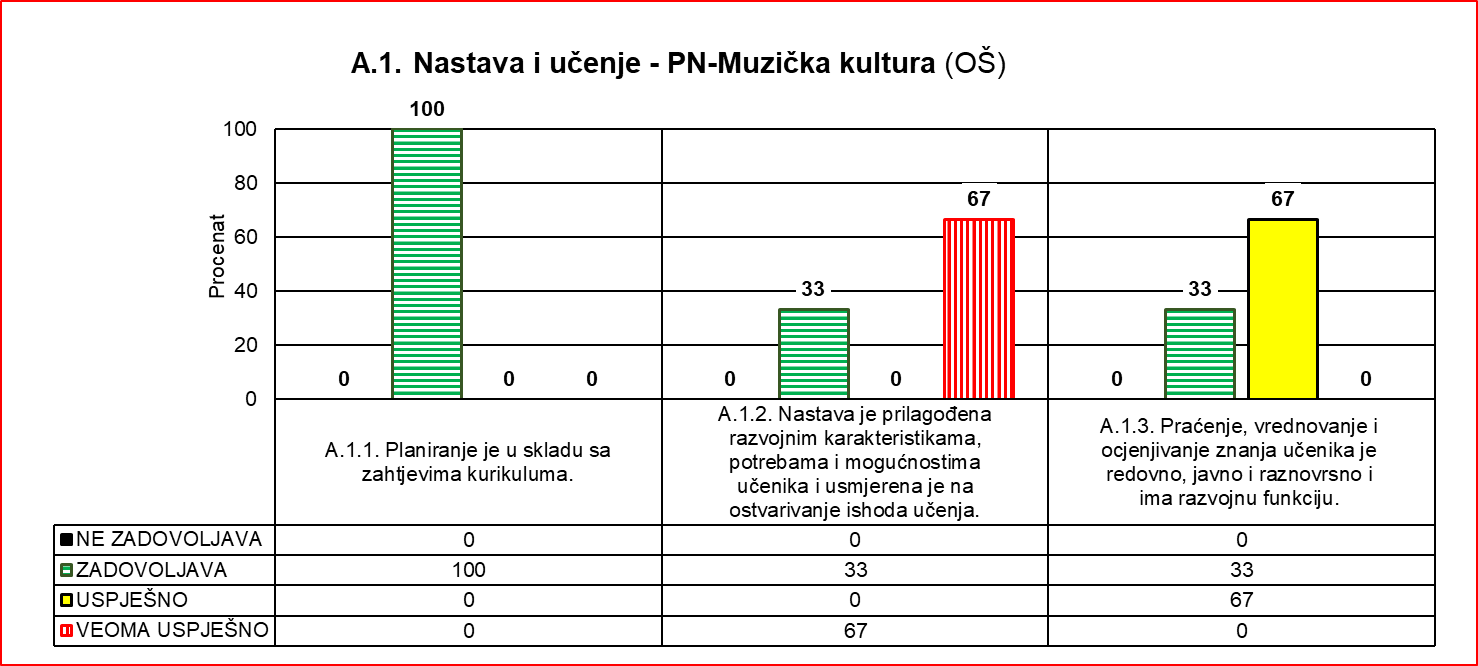 A.1. Nastava i učenje - PN-Muzička kultura (OŠ)
Procenat
100
80
60
40
20
0
0
100
0
0
0
33
0
67
0
33
67
0
A.1.1. Planiranje je u skladu sa
zahtjevima kurikuluma.
A.1.2. Nastava je prilagođena
razvojnim karakteristikama,
potrebama i mogućnostima
učenika i usmjerena je na
ostvarivanje ishoda učenja.
A.1.3. Praćenje, vrednovanje i
ocjenjivanje znanja učenika je
redovno, javno i raznovrsno i
ima razvojnu funkciju.
NE ZADOVOLJAVA 0 0 0
ZADOVOLJAVA 100 33 33
USPJEŠNO 0 0 67
VEOMA USPJEŠNO 0 67 0